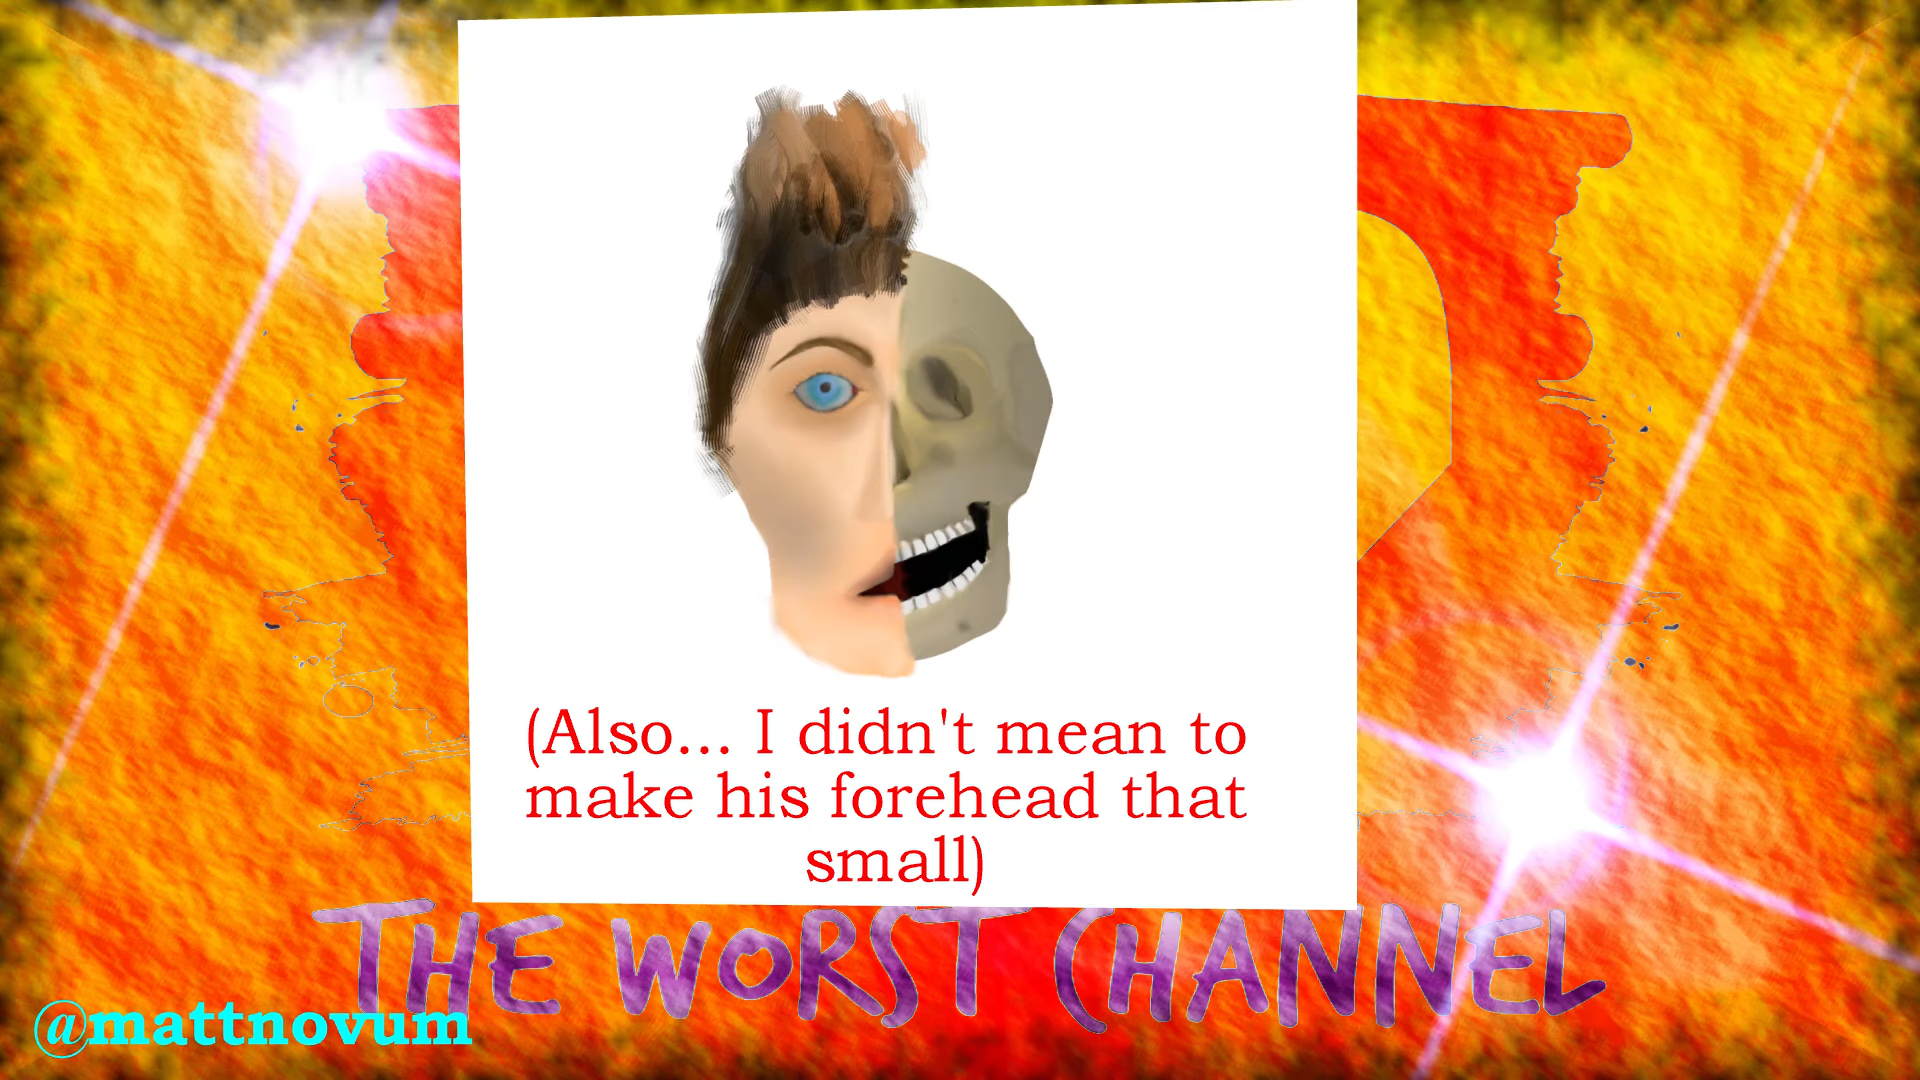 (Also... I didn't mean to
make his forehead that
small)
THE WORST CHANNEL
@mattnovum